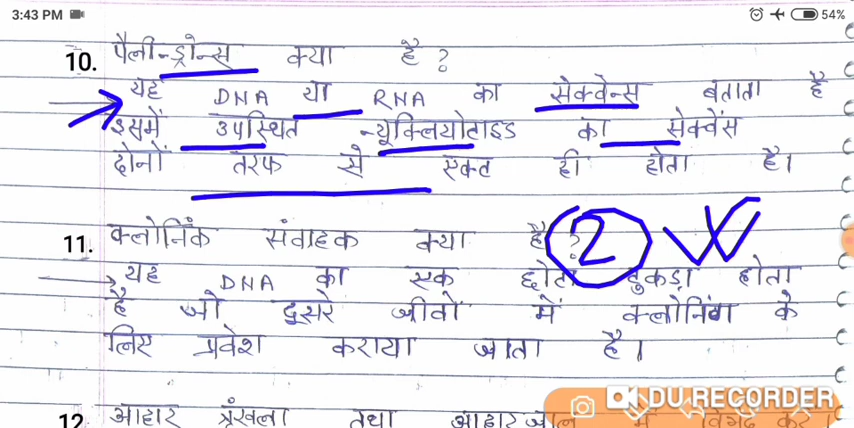 3:43 PM
54%
10. पैलीन्ड्रोन्स क्या है ?
यह DNA या RNA का सेक्वेन्स बताता है
इसमें उपस्थित न्यूक्लियोटाइड का सेक्वेंस
दोनों तरफ से एक्त ही होता है।
11. क्लोनिंक संवाहक क्या है ?
2
यह DNA का एक छोटा टुकड़ा होता
है जो दुसरे जीवों में क्लोनिंग के
लिए प्रवेश कराया जाता है।
DU RECORDER
12 आहार श्रृंखला तथा आहार जाल में विभेद करे।